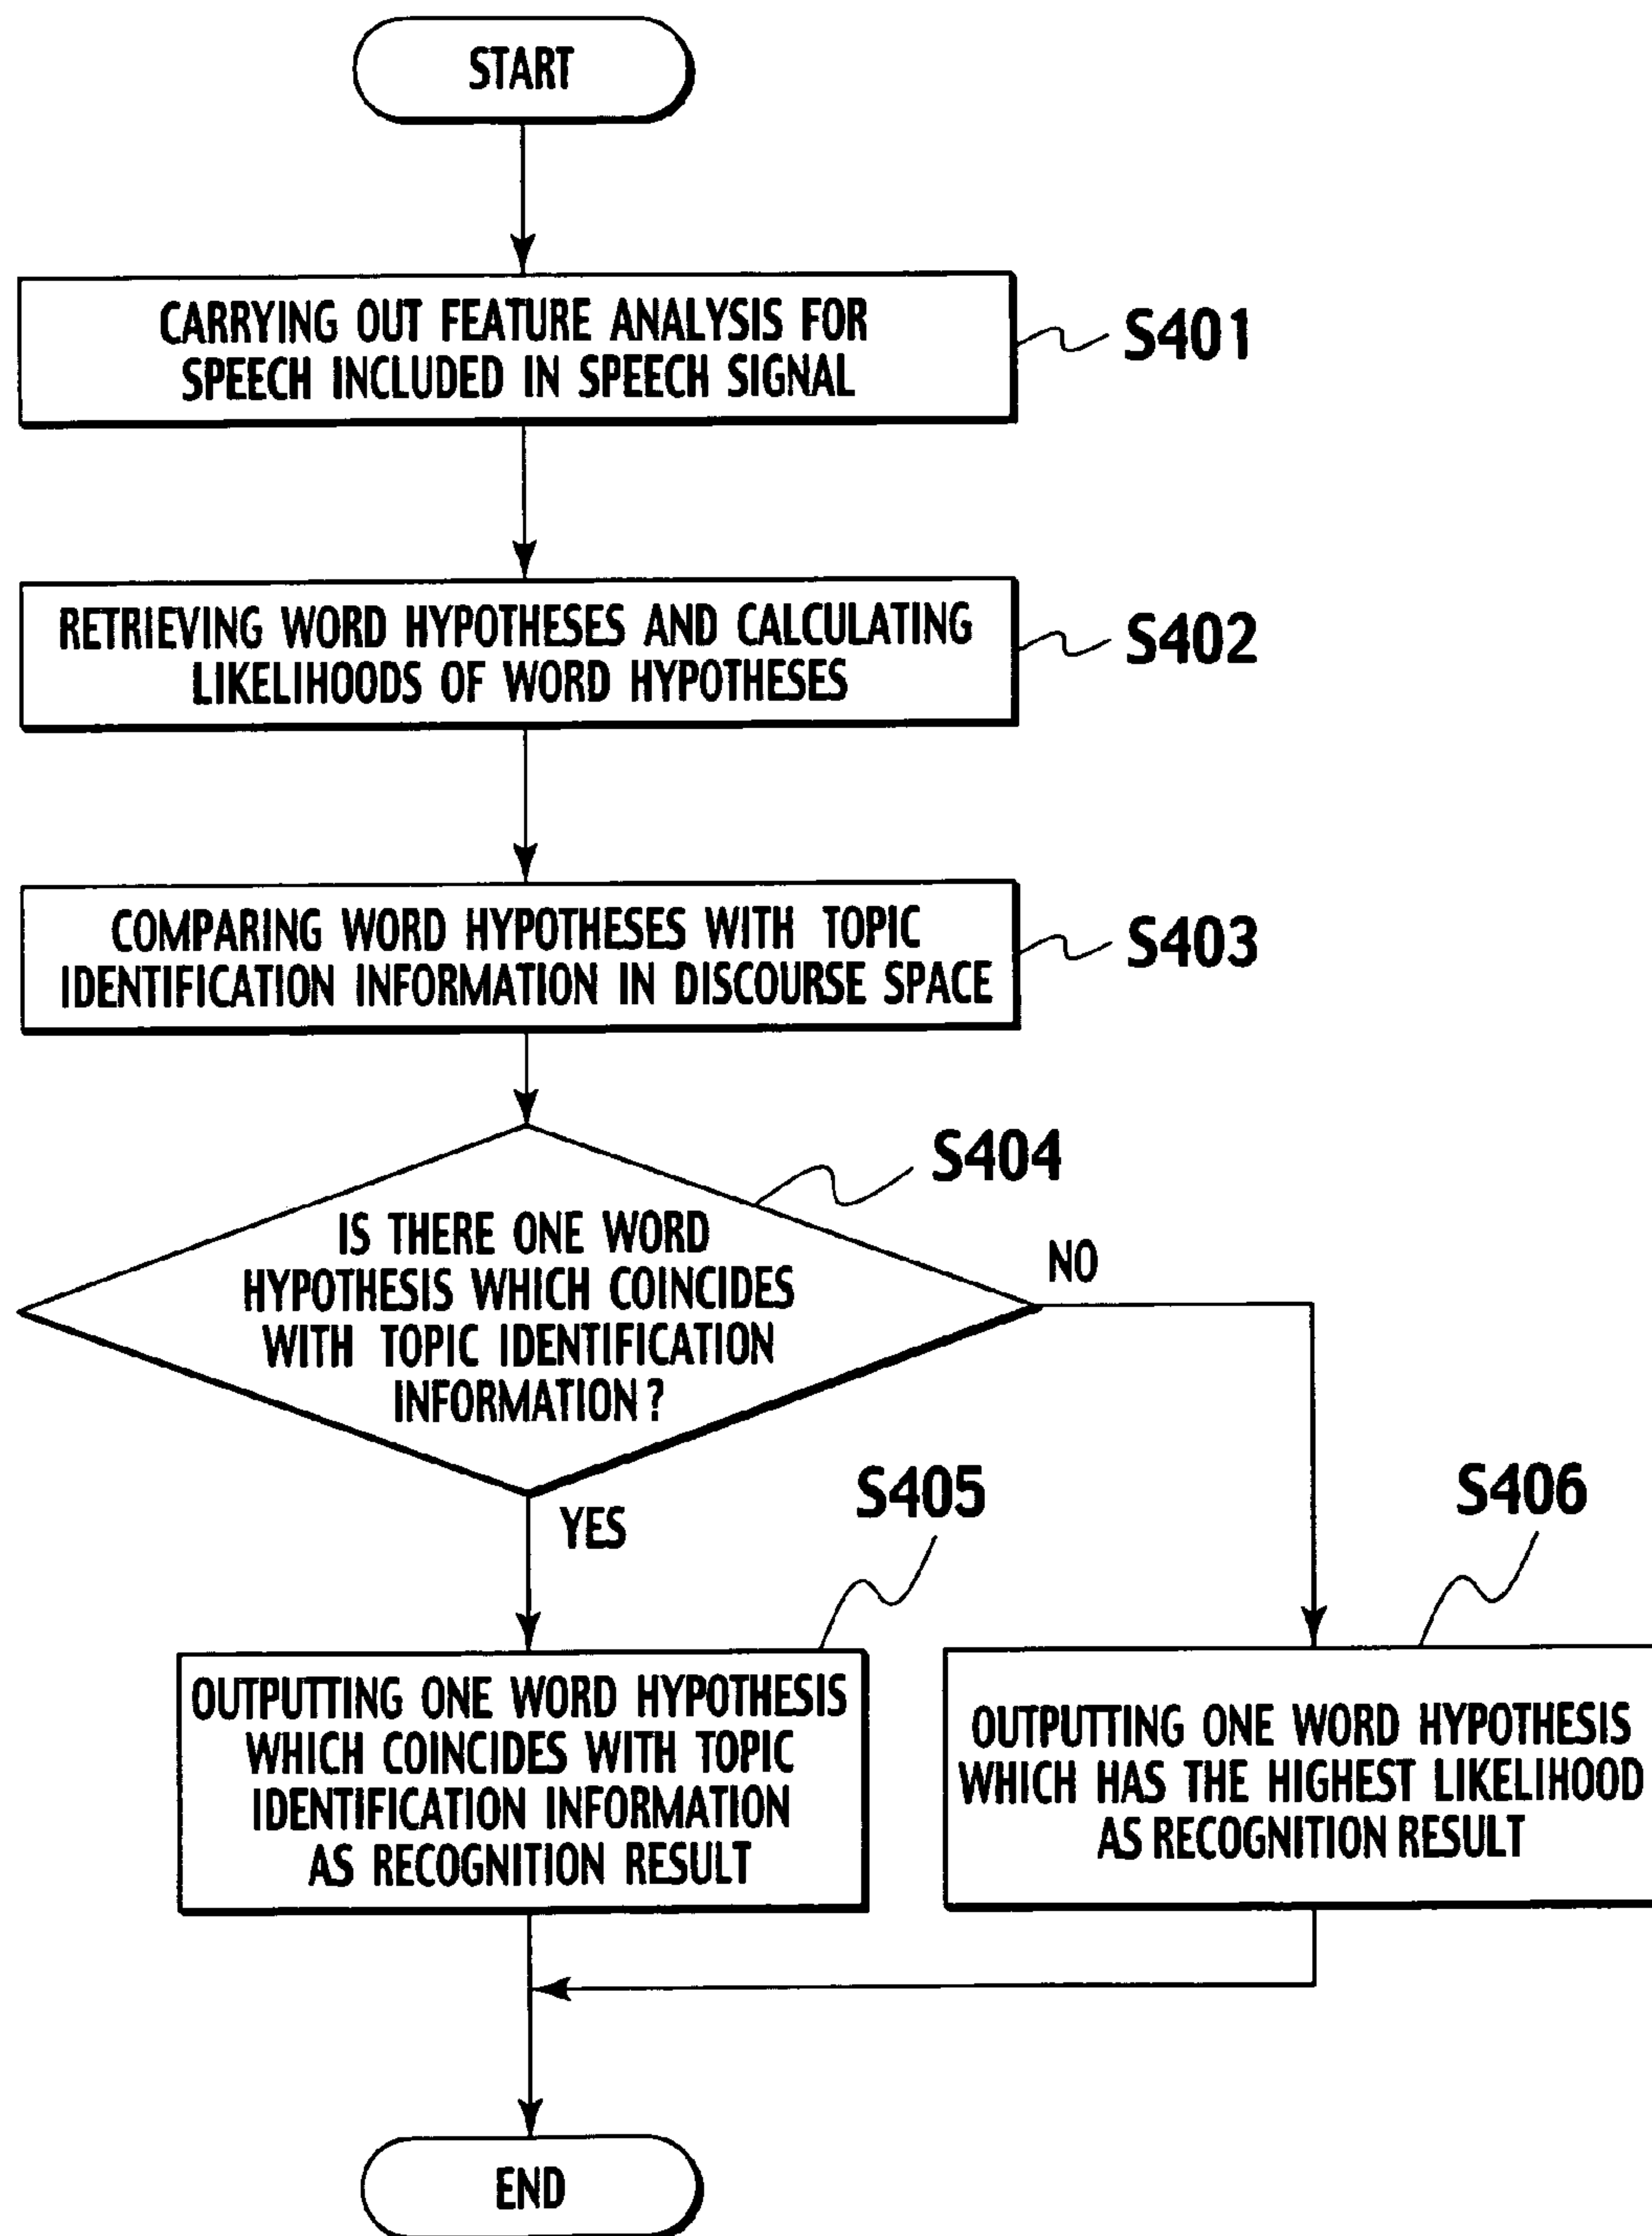 START
CARRYING OUT FEATURE ANALYSIS FOR
SPEECH INCLUDED IN SPEECH SIGNAL
S401
RETRIEVING WORD HYPOTHESES AND CALCULATING
LIKELIHOODS OF WORD HYPOTHESES
S402
COMPARING WORD HYPOTHESES WITH TOPIC
IDENTIFICATION INFORMATION IN DISCOURSE SPACE
S403
S404
IS THERE ONE WORD
HYPOTHESIS WHICH COINCIDES
WITH TOPIC IDENTIFICATION
INFORMATION?
NO
YES
S405
OUTPUTTING ONE WORD HYPOTHESIS
WHICH COINCIDES WITH TOPIC
IDENTIFICATION INFORMATION
AS RECOGNITION RESULT
S406
OUTPUTTING ONE WORD HYPOTHESIS
WHICH HAS THE HIGHEST LIKELIHOOD
AS RECOGNITION RESULT
END